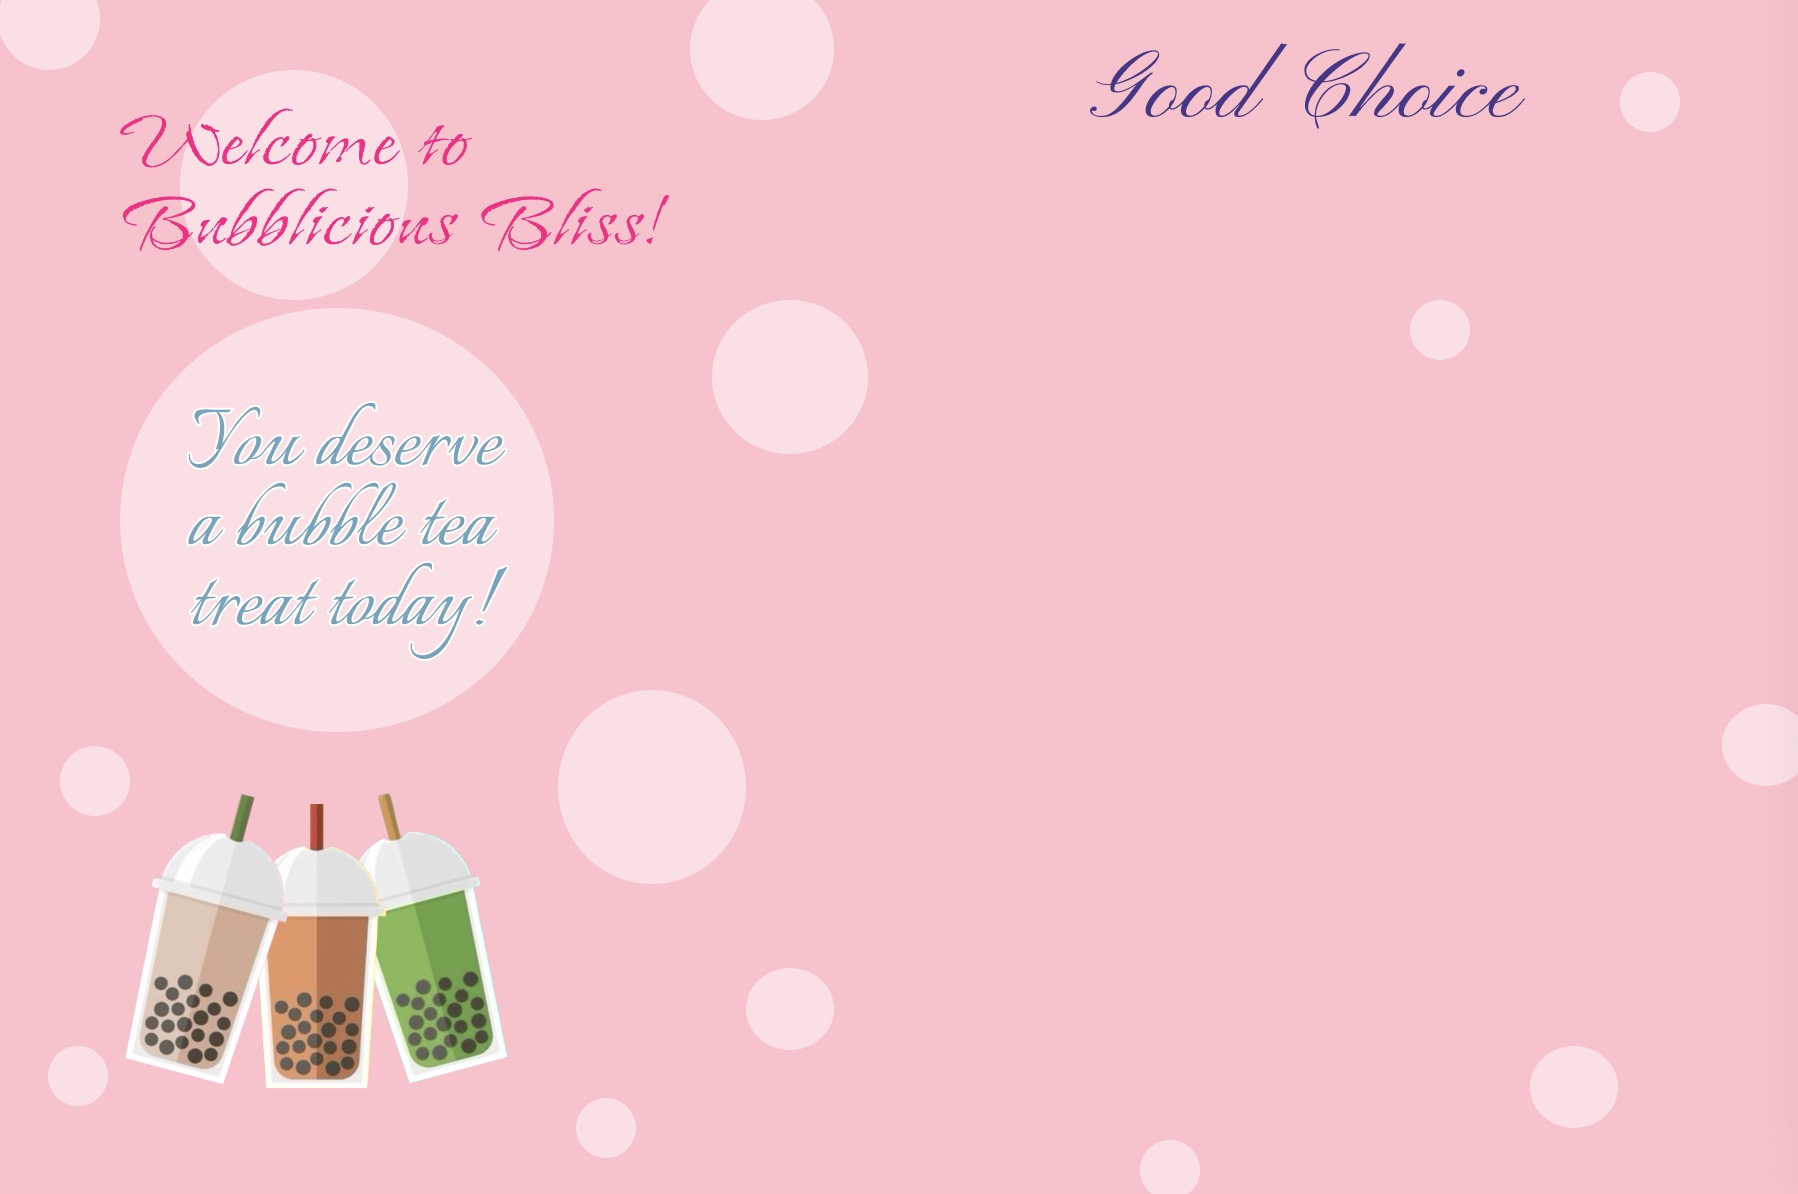 Welcome to
Bubblicious Bliss!
You deserve
a bubble tea
treat today!
Good Choice